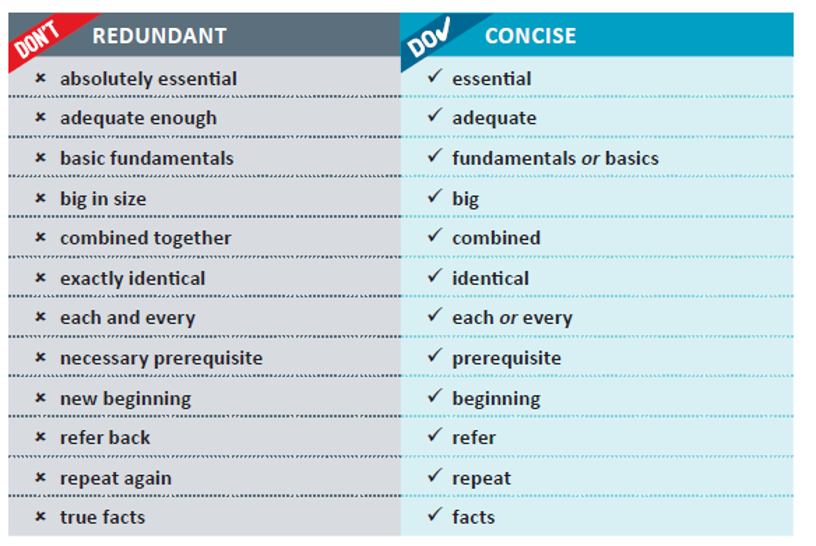 DON'T REDUNDANT DO✓ CONCISE
× absolutely essential ✓ essential
× adequate enough ✓ adequate
× basic fundamentals ✓ fundamentals or basics
× big in size ✓ big
× combined together ✓ combined
× exactly identical ✓ identical
× each and every ✓ each or every
× necessary prerequisite ✓ prerequisite
× new beginning ✓ beginning
× refer back ✓ refer
× repeat again ✓ repeat
× true facts ✓ facts